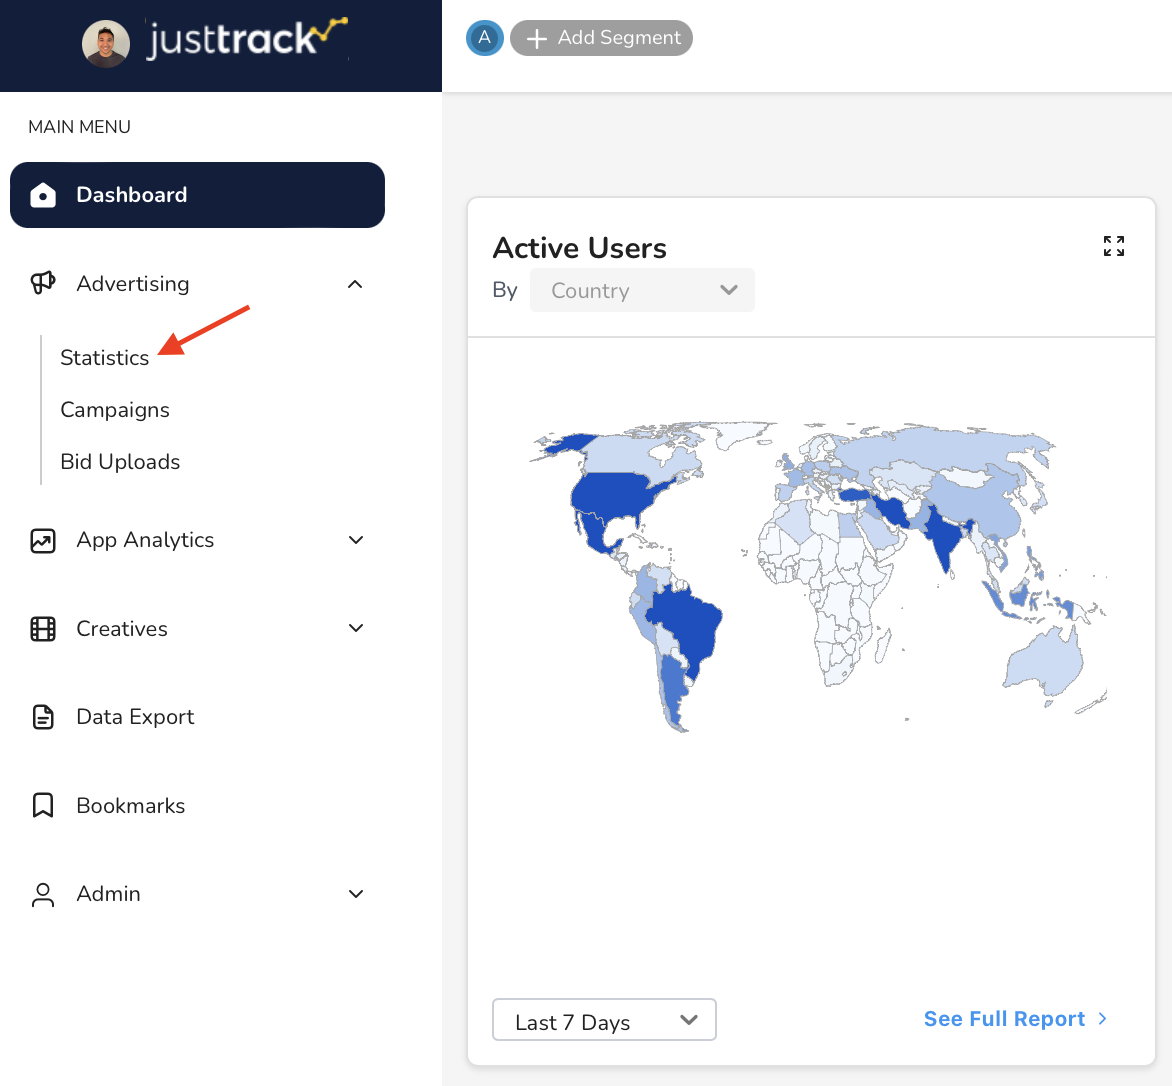 justtrack
A
Add Segment
MAIN MENU
Dashboard
Advertising
Statistics
Campaigns
Bid Uploads
App Analytics
Creatives
Data Export
Bookmarks
Admin
Active Users
By Country
Last 7 Days
See Full Report